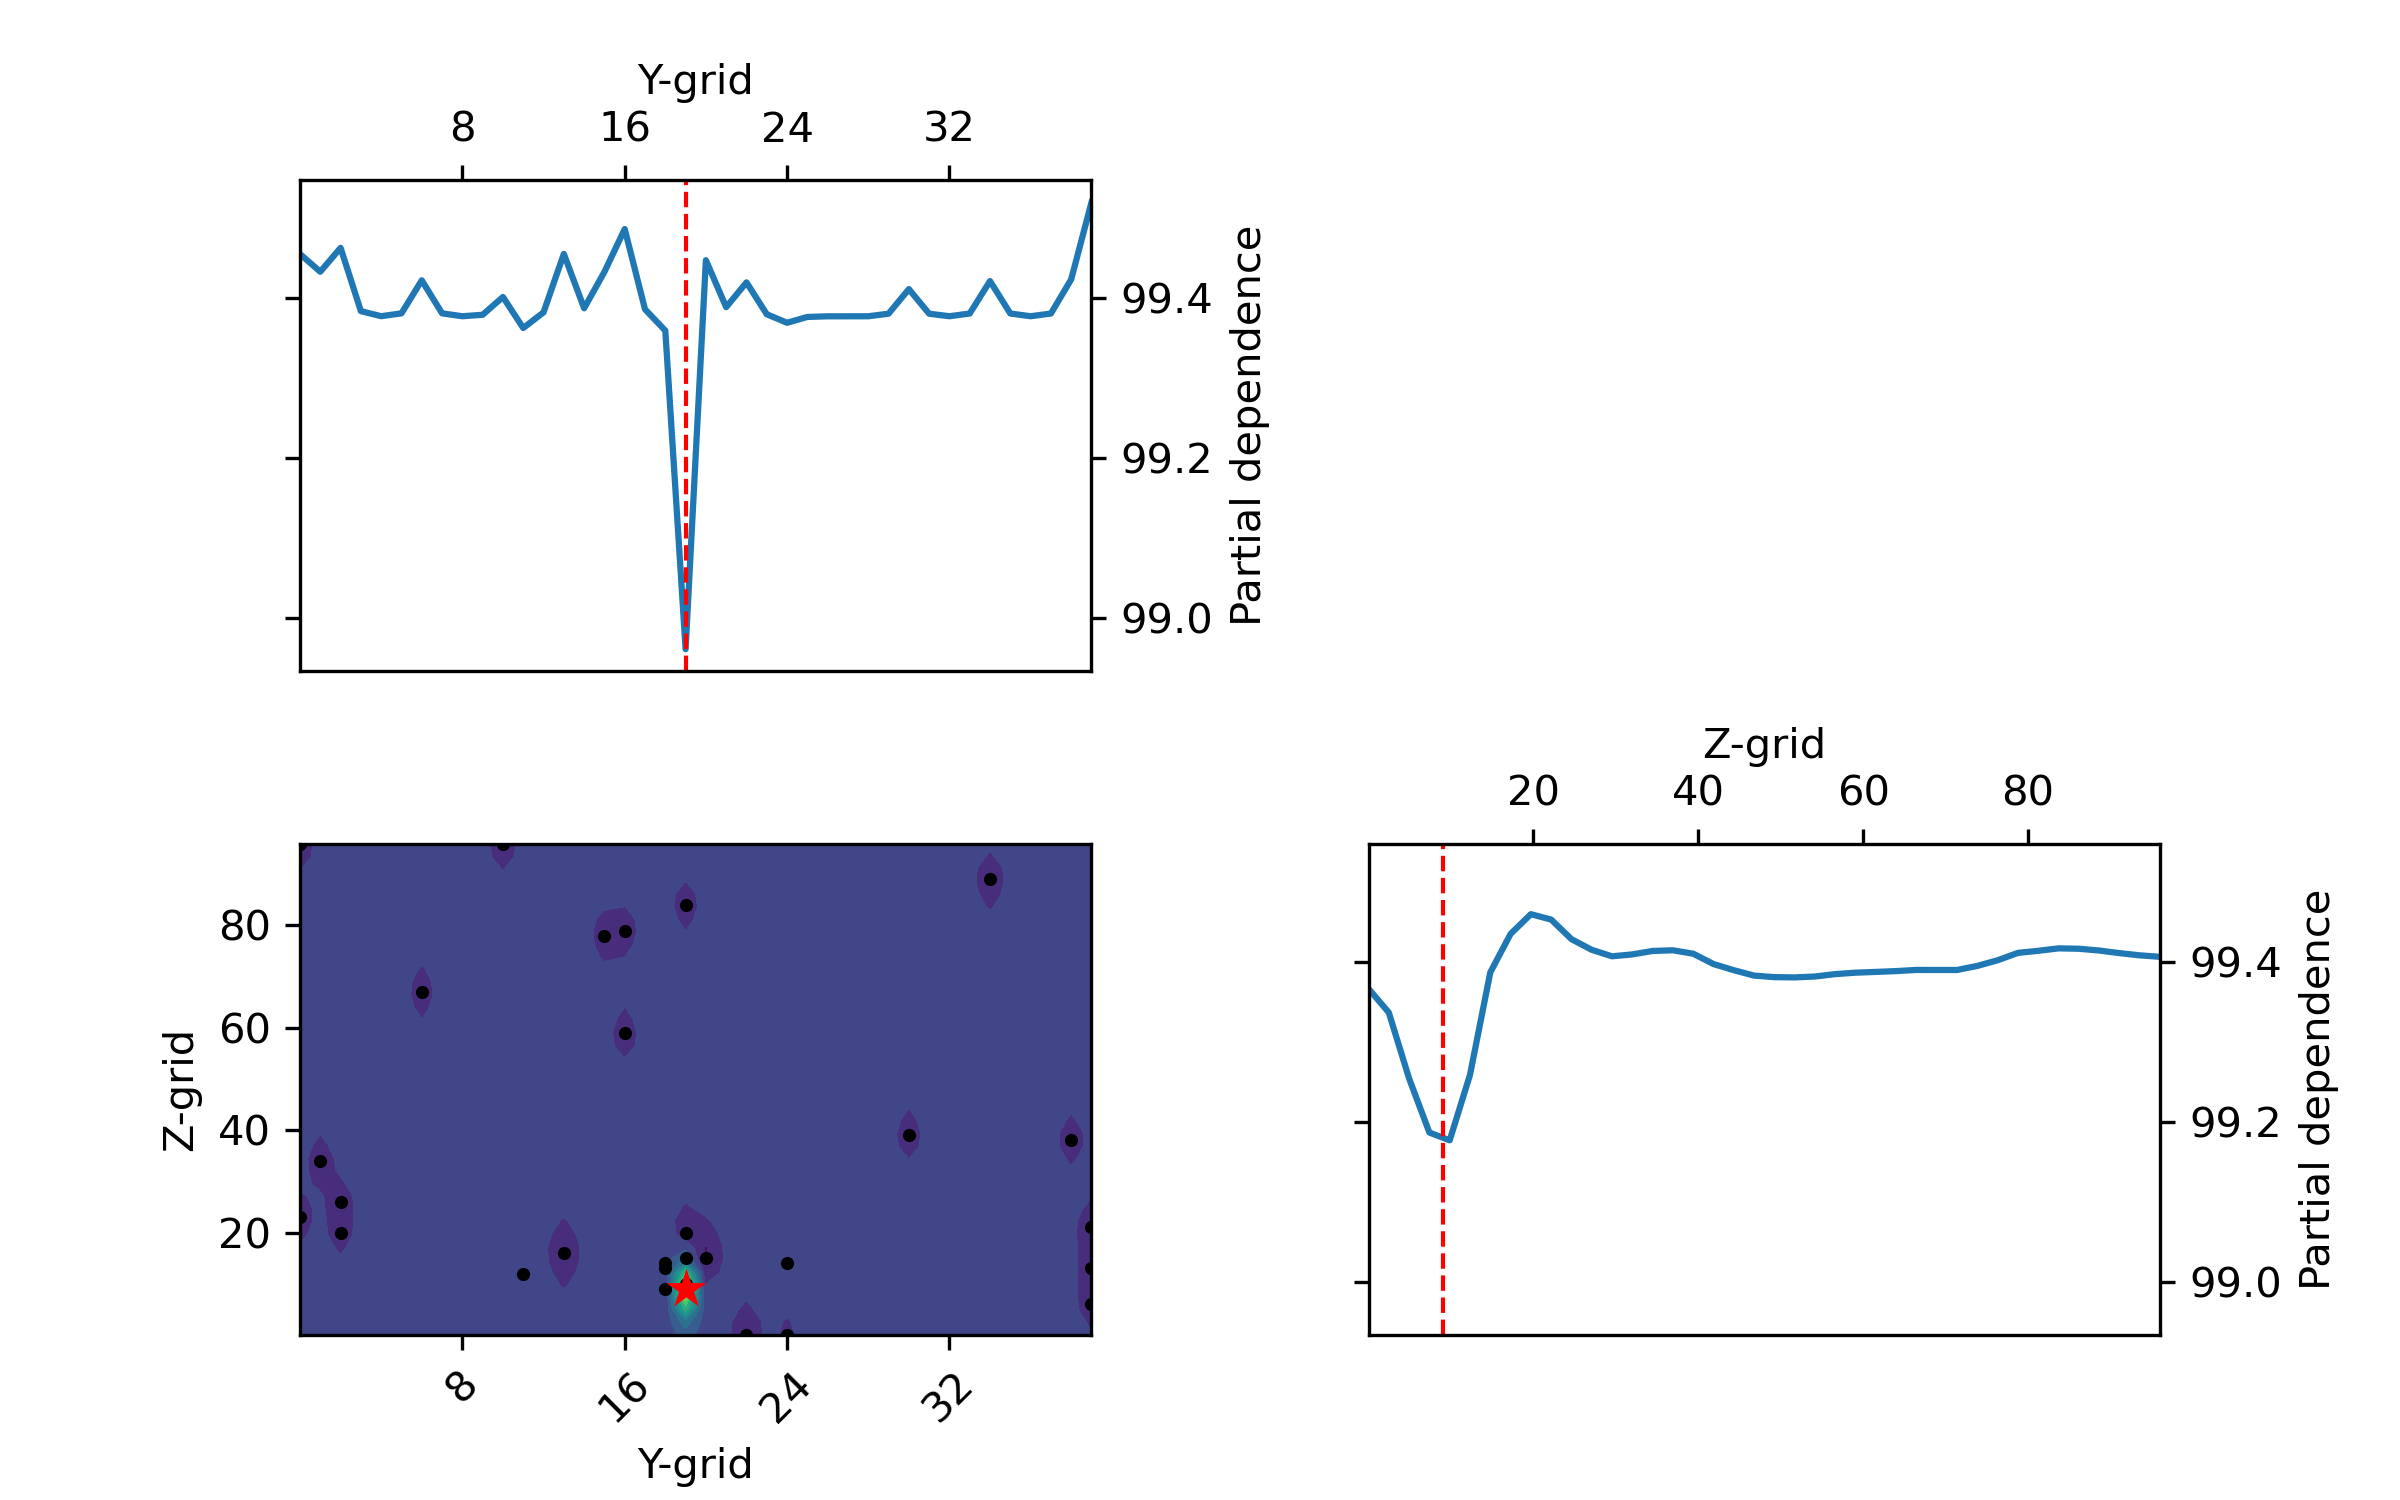 Y-grid
8 16 24 32
99.4
99.2
99.0
Partial dependence
Z-grid
20 40 60 80
99.4
99.2
99.0
Partial dependence
80
60
40
20
Z-grid
8 16 24 32
Y-grid